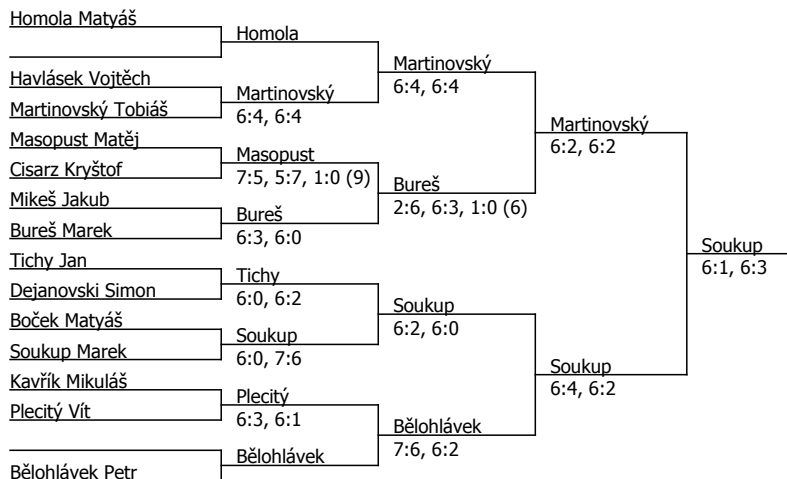 Homola Matyáš
Havlásek Vojtěch
Martinovský Tobiáš
Masopust Matěj
Cisarz Kryštof
Mikeš Jakub
Bureš Marek
Tichy Jan
Dejanovski Simon
Boček Matyáš
Soukup Marek
Kavřík Mikuláš
Plecitý Vít
Bělohlávek Petr
Homola
Martinovský
6:4, 6:4
Masopust
7:5, 5:7, 1:0 (9)
Bureš
6:3, 6:0
Tichy
6:0, 6:2
Soukup
6:0, 7:6
Plecitý
6:3, 6:1
Bělohlávek
Martinovský
6:4, 6:4
Bureš
2:6, 6:3, 1:0 (6)
Soukup
6:2, 6:0
Bělohlávek
7:6, 6:2
Martinovský
6:2, 6:2
Soukup
6:4, 6:2
Soukup
6:1, 6:3